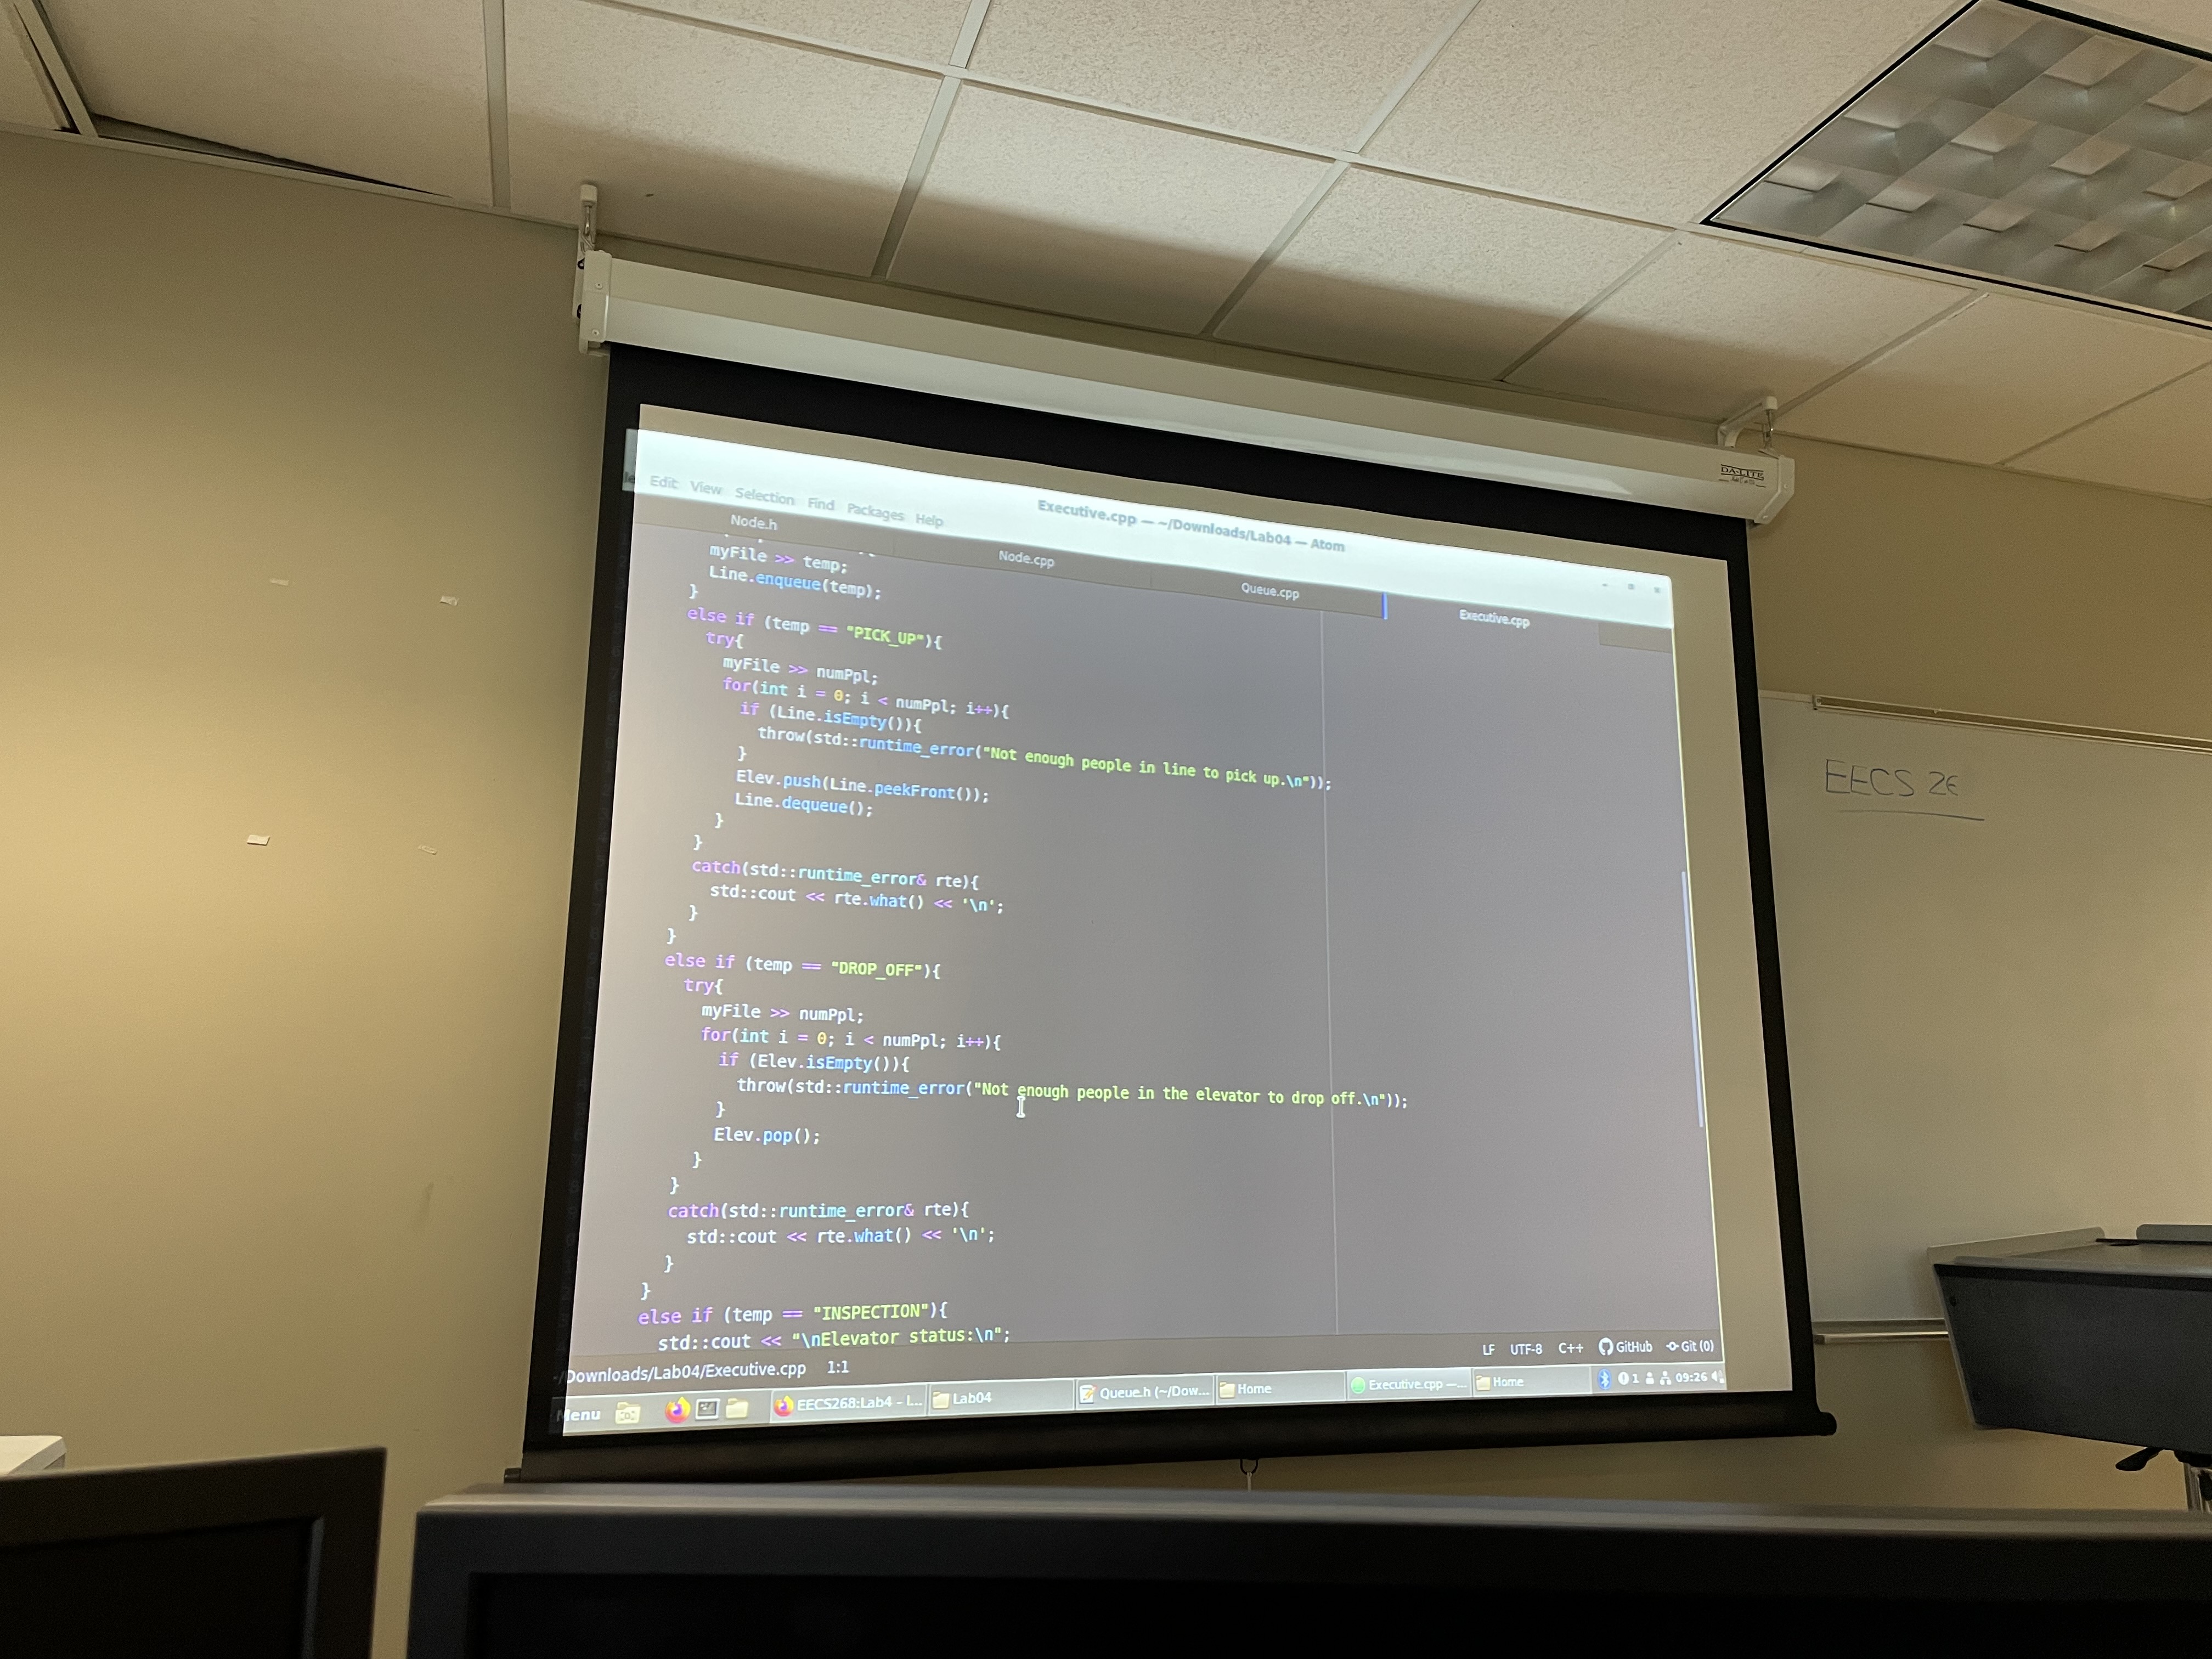 DA-LITE
Edit View Selection Find Packages Help
Executive.cpp — ~/Downloads/Lab04 — Atom
Node.h Node.cpp Queue.cpp Executive.cpp
myFile >> temp;
Line.enqueue(temp);
}
else if (temp == "PICK_UP"){
try{
myFile >> numPpl;
for(int i = 0; i < numPpl; i++){
if (Line.isEmpty()){
throw(std::runtime_error("Not enough people in line to pick up.\n"));
}
Elev.push(Line.peekFront());
Line.dequeue();
}
}
catch(std::runtime_error& rte){
std::cout << rte.what() << '\n';
}
}
else if (temp == "DROP_OFF"){
try{
myFile >> numPpl;
for(int i = 0; i < numPpl; i++){
if (Elev.isEmpty()){
throw(std::runtime_error("Not enough people in the elevator to drop off.\n"));
}
Elev.pop();
}
}
catch(std::runtime_error& rte){
std::cout << rte.what() << '\n';
}
}
else if (temp == "INSPECTION"){
std::cout << "\nElevator status:\n";
~/Downloads/Lab04/Executive.cpp 1:1 LF UTF-8 C++ GitHub Git (0)
Menu EECS268:Lab4 - L... Lab04 Queue.h (~/Dow... Home Executive.cpp —... Home 1 09:26
EECS 26